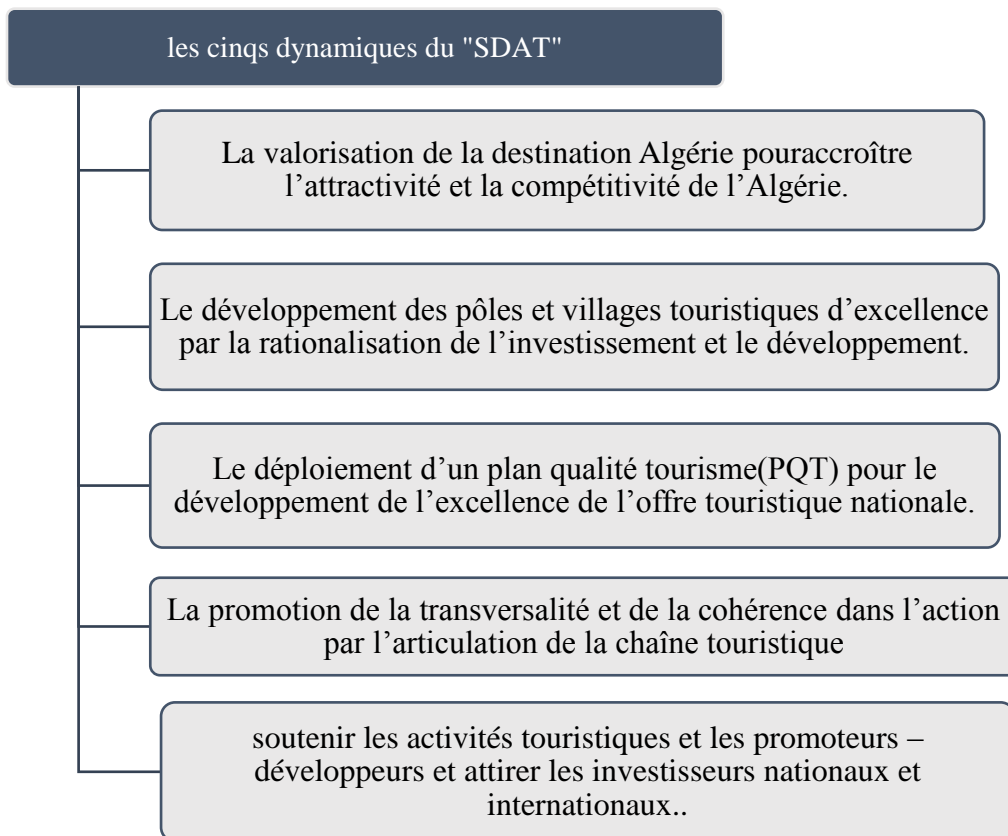 les cinqs dynamiques du "SDAT"
La valorisation de la destination Algérie pouraccroître
l’attractivité et la compétitivité de l’Algérie.
Le développement des pôles et villages touristiques d’excellence
par la rationalisation de l’investissement et le développement.
Le déploiement d’un plan qualité tourisme(PQT) pour le
développement de l’excellence de l’offre touristique nationale.
La promotion de la transversalité et de la cohérence dans l’action
par l’articulation de la chaîne touristique
soutenir les activités touristiques et les promoteurs –
développeurs et attirer les investisseurs nationaux et
internationaux..